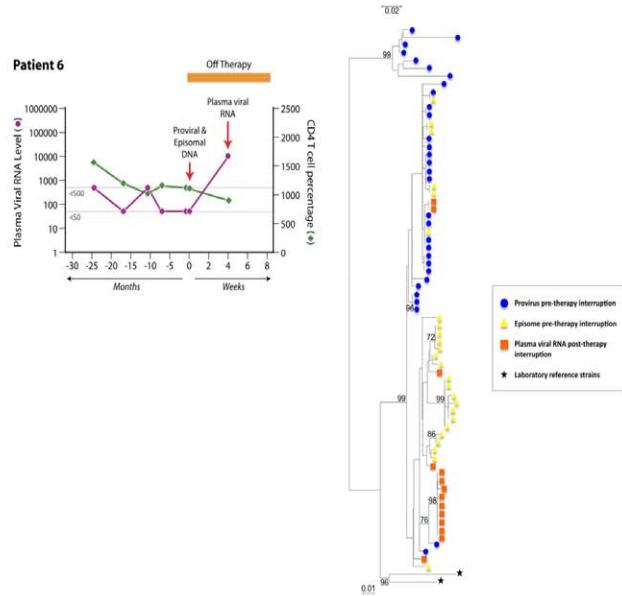 0.02
Patient 6
Off Therapy
Plasma viral
RNA
Proviral &
Episomal
DNA
Plasma Viral RNA Level (●)
1000000
100000
10000
1000
100
10
1
<500
<50
2500
2000
1500
1000
500
0
CD4 T cell percentage (◆)
-30 -25 -20 -15 -10 -5 0 2 4 6 8
Months
Weeks
99
96
72
99
99
86
98
76
96
0.01
Provirus pre-therapy interruption
Episome pre-therapy interruption
Plasma viral RNA post-therapy
interruption
Laboratory reference strains